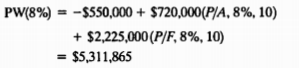 PW(8%) = -$550,000 + $720,000(P/A, 8%, 10)
+ $2,225,000(P/F, 8%, 10)
= $5,311,865